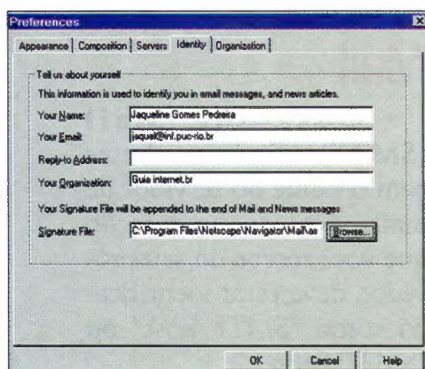 Preferences
Appearance Composition Servers Identity Organization
Tell us about yourself
This information is used to identify you in email messages, and news articles.
Your Name: Jaqueline Gomes Pedreira
Your Email: jaquel@inf.puc-rio.br
Reply-to Address:
Your Organization: Guia internet.br
Your Signature File will be appended to the end of Mail and News messages
Signature File: C:\Program Files\Netscape\Navigator\Mail\as Browse...
OK Cancel Help